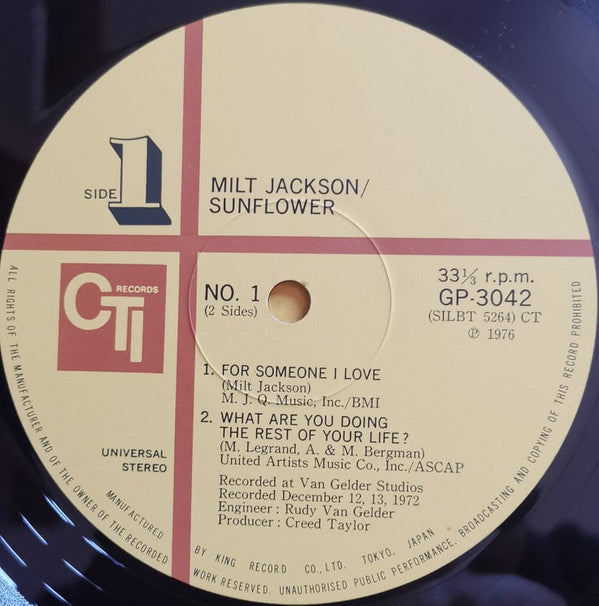 SIDE 1
MILT JACKSON/
SUNFLOWER
CTI RECORDS
NO. 1
(2 Sides)
33⅓ r.p.m.
GP-3042
(SILBT 5264) CT
℗ 1976
1. FOR SOMEONE I LOVE
(Milt Jackson)
M. J. Q. Music, Inc./BMI
2. WHAT ARE YOU DOING
THE REST OF YOUR LIFE?
(M. Legrand, A. & M. Bergman)
United Artists Music Co., Inc./ASCAP
UNIVERSAL
STEREO
Recorded at Van Gelder Studios
Recorded December 12, 13, 1972
Engineer : Rudy Van Gelder
Producer : Creed Taylor
MANUFACTURED BY KING RECORD CO., LTD. TOKYO, JAPAN
ALL RIGHTS OF THE MANUFACTURER AND OF THE OWNER OF THE RECORDED WORK RESERVED. UNAUTHORISED PUBLIC PERFORMANCE, BROADCASTING AND COPYING OF THIS RECORD PROHIBITED